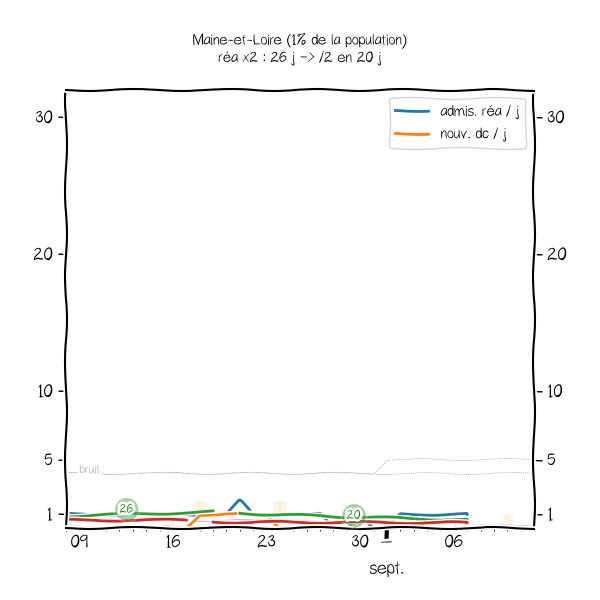 Maine-et-Loire (1% de la population)
réa x2 : 26 j -> /2 en 20 j
admis. réa / j
nouv. dc / j
30
30
20
20
10
10
5
5
bruit
1
1
26
20
09
16
23
30
06
sept.